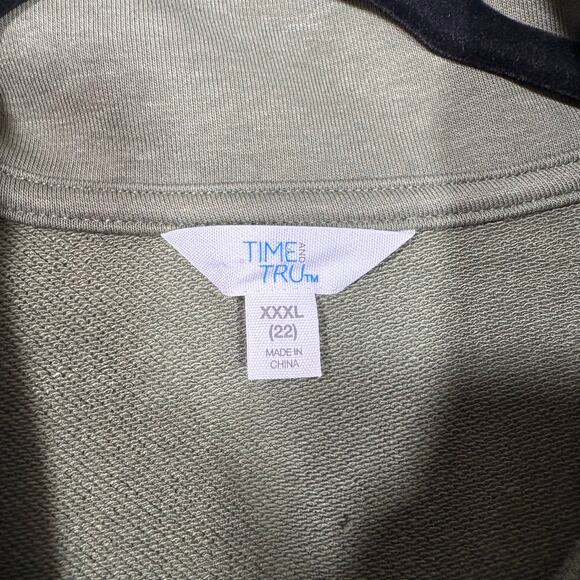 TIME AND
TRU™
XXXL
(22)
MADE IN
CHINA